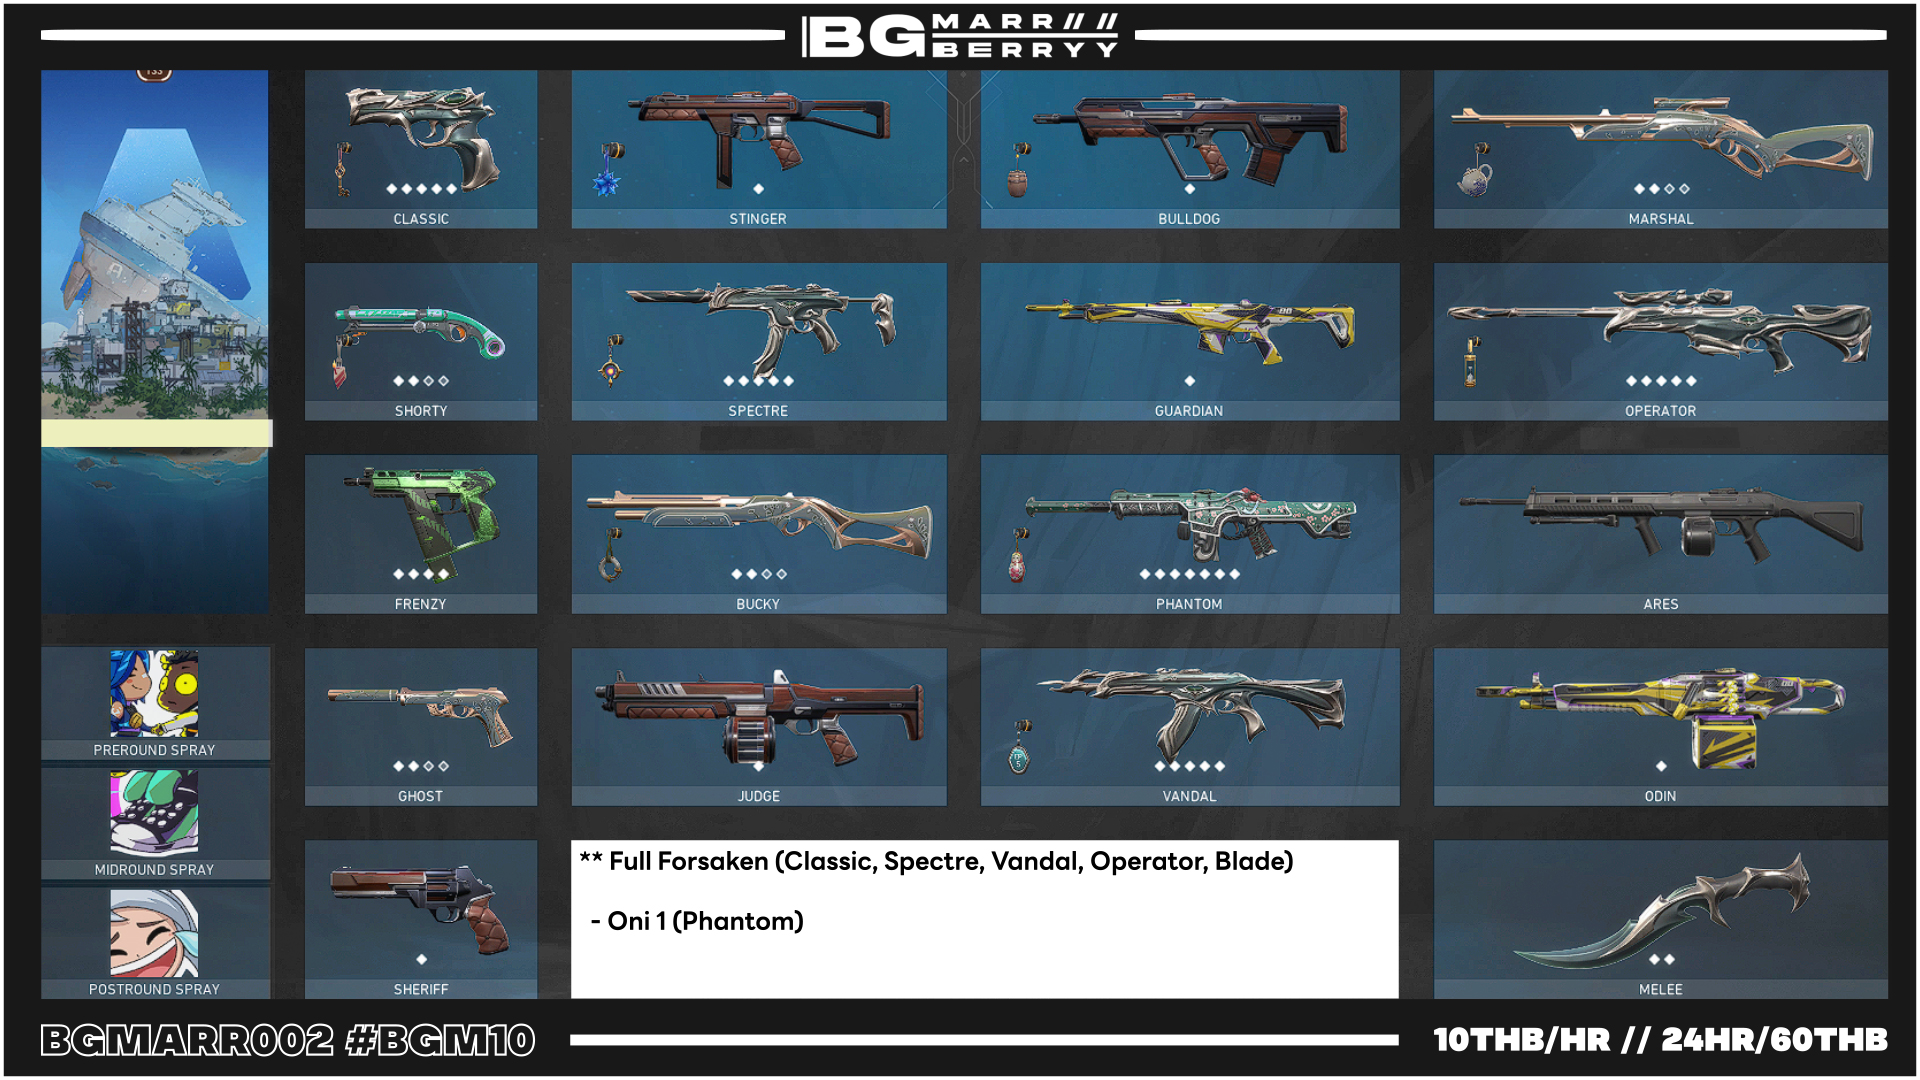 BG MARR// //
BERRYY
133
CLASSIC
STINGER
BULLDOG
MARSHAL
SHORTY
SPECTRE
GUARDIAN
OPERATOR
FRENZY
BUCKY
PHANTOM
ARES
PREROUND SPRAY
GHOST
JUDGE
VANDAL
ODIN
MIDROUND SPRAY
POSTROUND SPRAY
SHERIFF
** Full Forsaken (Classic, Spectre, Vandal, Operator, Blade)
- Oni 1 (Phantom)
MELEE
BGMARR002 #BGM10
10THB/HR // 24HR/60THB